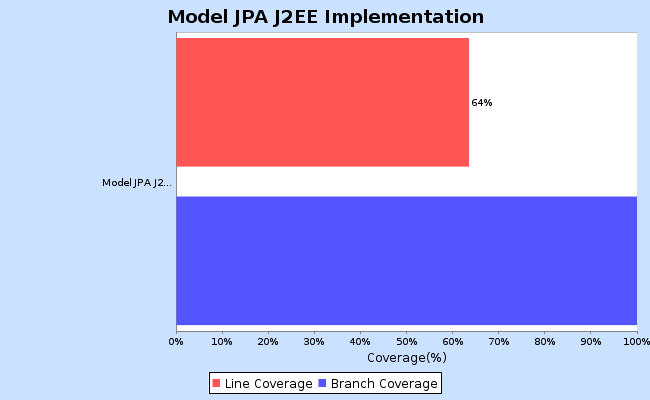 Model JPA J2EE Implementation
64%
Model JPA J2...
0% 10% 20% 30% 40% 50% 60% 70% 80% 90% 100%
Coverage(%)
Line Coverage Branch Coverage